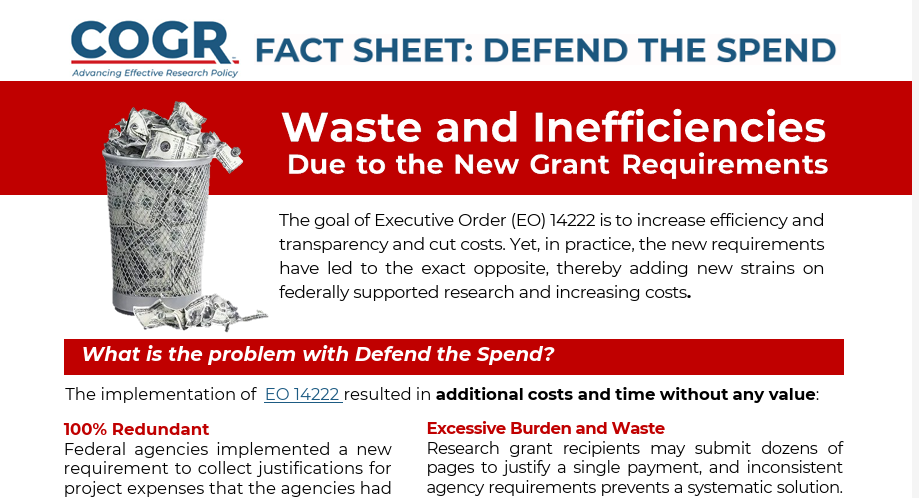 COGR
Advancing Effective Research Policy
FACT SHEET: DEFEND THE SPEND
Waste and Inefficiencies
Due to the New Grant Requirements
The goal of Executive Order (EO) 14222 is to increase efficiency and
transparency and cut costs. Yet, in practice, the new requirements
have led to the exact opposite, thereby adding new strains on
federally supported research and increasing costs.
What is the problem with Defend the Spend?
The implementation of EO 14222 resulted in additional costs and time without any value:
100% Redundant
Federal agencies implemented a new
requirement to collect justifications for
project expenses that the agencies had
Excessive Burden and Waste
Research grant recipients may submit dozens of
pages to justify a single payment, and inconsistent
agency requirements prevents a systematic solution.